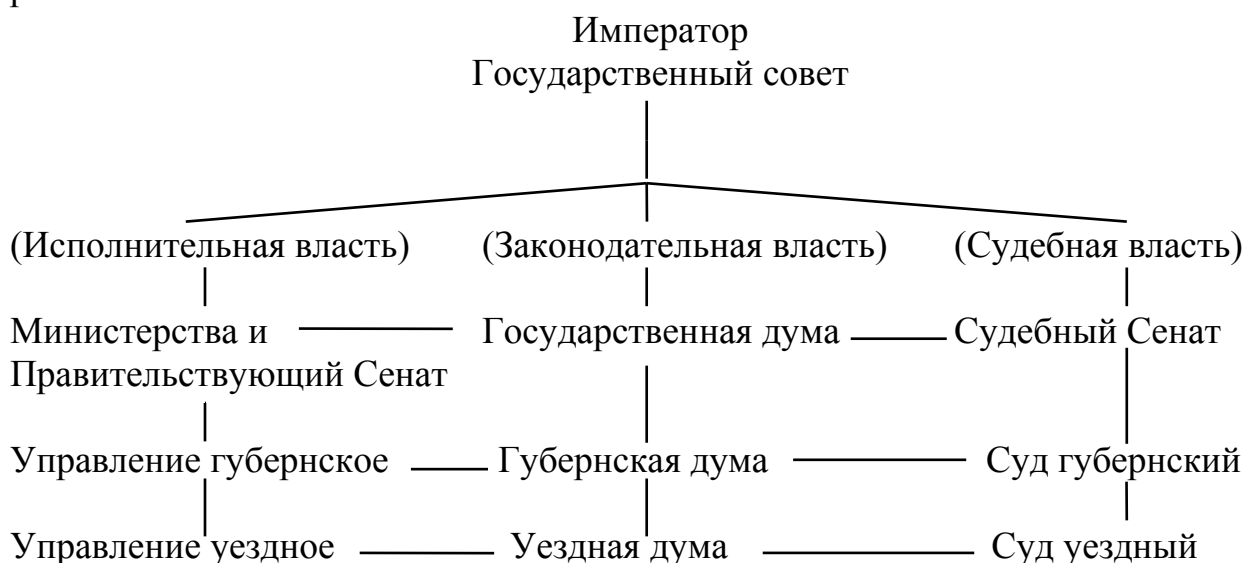 Император
Государственный совет
(Исполнительная власть) (Законодательная власть) (Судебная власть)
Министерства и Государственная дума Судебный Сенат
Правительствующий Сенат
Управление губернское Губернская дума Суд губернский
Управление уездное Уездная дума Суд уездный